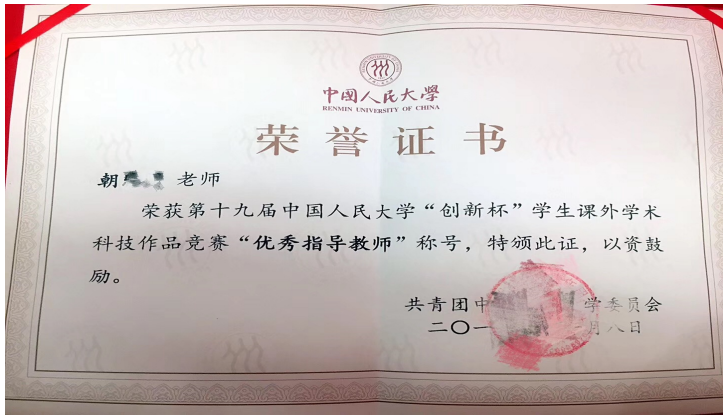 中国人民大学
RENMIN UNIVERSITY OF CHINA
荣誉证书
朝 老师
荣获第十九届中国人民大学“创新杯”学生课外学术
科技作品竞赛“优秀指导教师”称号，特颁此证，以资鼓
励。
共青团中 学委员会
二〇一 月八日